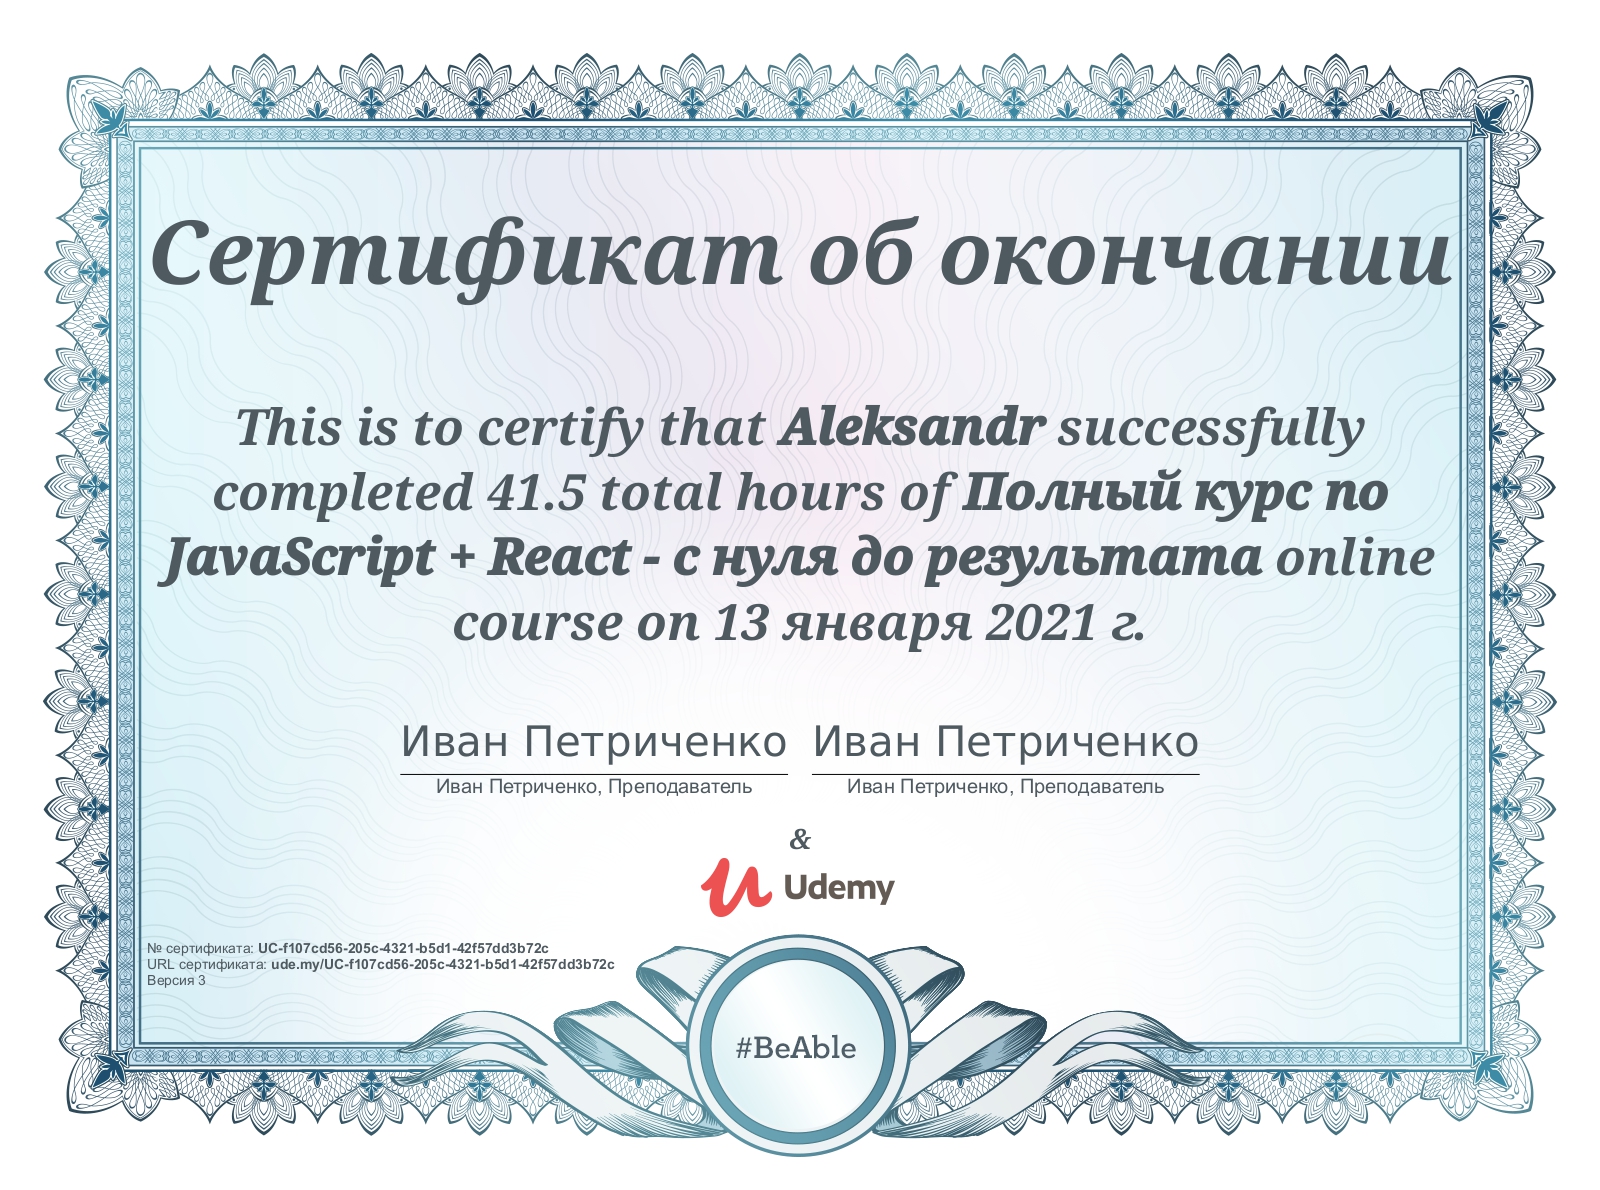 Сертификат об окончании
This is to certify that Aleksandr successfully
completed 41.5 total hours of Полный курс по
JavaScript + React - с нуля до результата online
course on 13 января 2021 г.
Иван Петриченко Иван Петриченко
Иван Петриченко, Преподаватель Иван Петриченко, Преподаватель
&
Udemy
№ сертификата: UC-f107cd56-205c-4321-b5d1-42f57dd3b72c
URL сертификата: ude.my/UC-f107cd56-205c-4321-b5d1-42f57dd3b72c
Версия 3
#BeAble